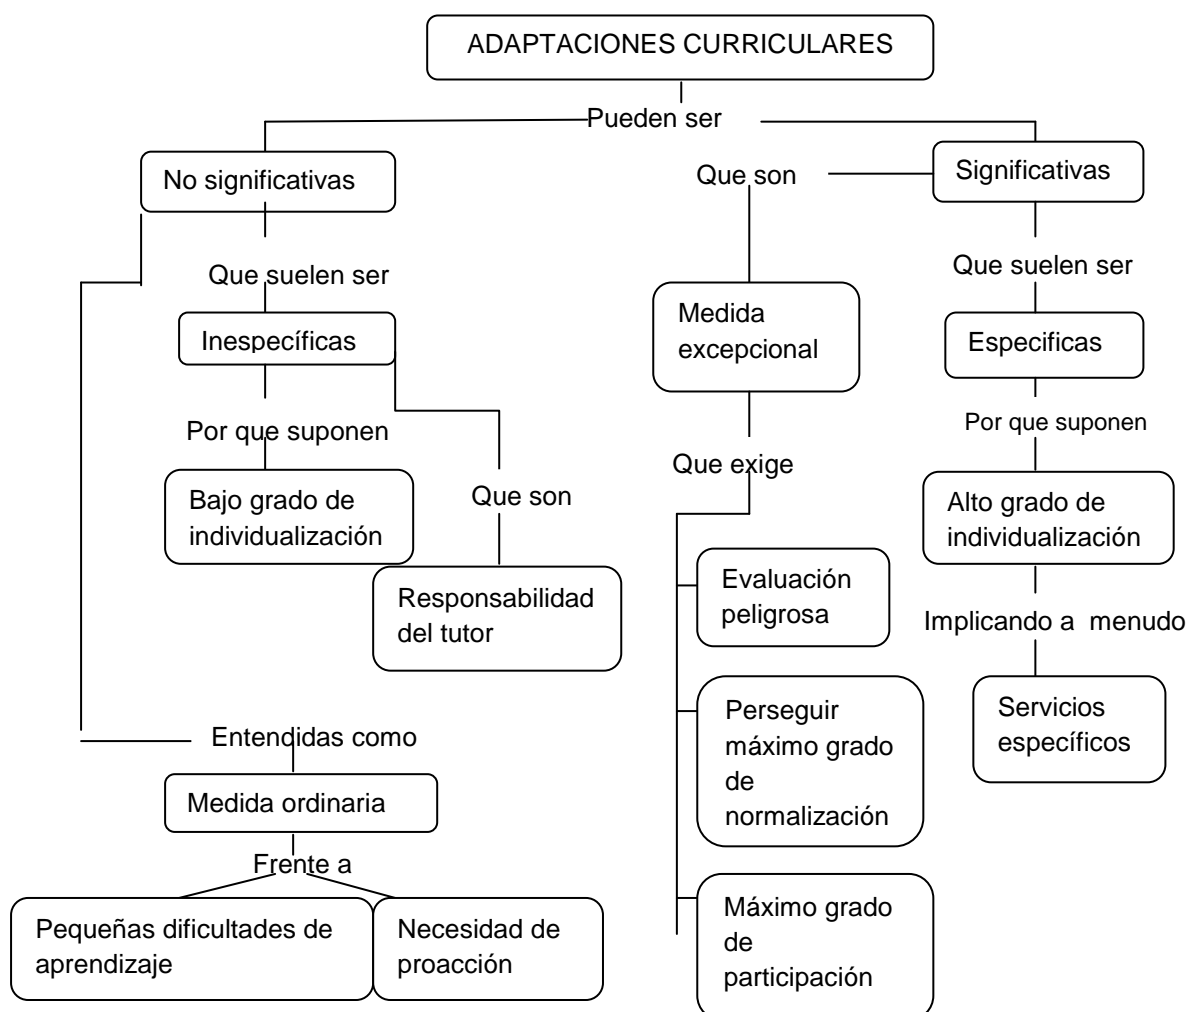 ADAPTACIONES CURRICULARES
Pueden ser
No significativas
Que son
Significativas
Que suelen ser
Que suelen ser
Inespecíficas
Medida
excepcional
Especificas
Por que suponen
Por que suponen
Que exige
Bajo grado de
individualización
Que son
Alto grado de
individualización
Responsabilidad
del tutor
Evaluación
peligrosa
Implicando a  menudo
Perseguir
máximo grado
de
normalización
Servicios
específicos
Entendidas como
Medida ordinaria
Frente a
Pequeñas dificultades de
aprendizaje
Necesidad de
proacción
Máximo grado
de
participación